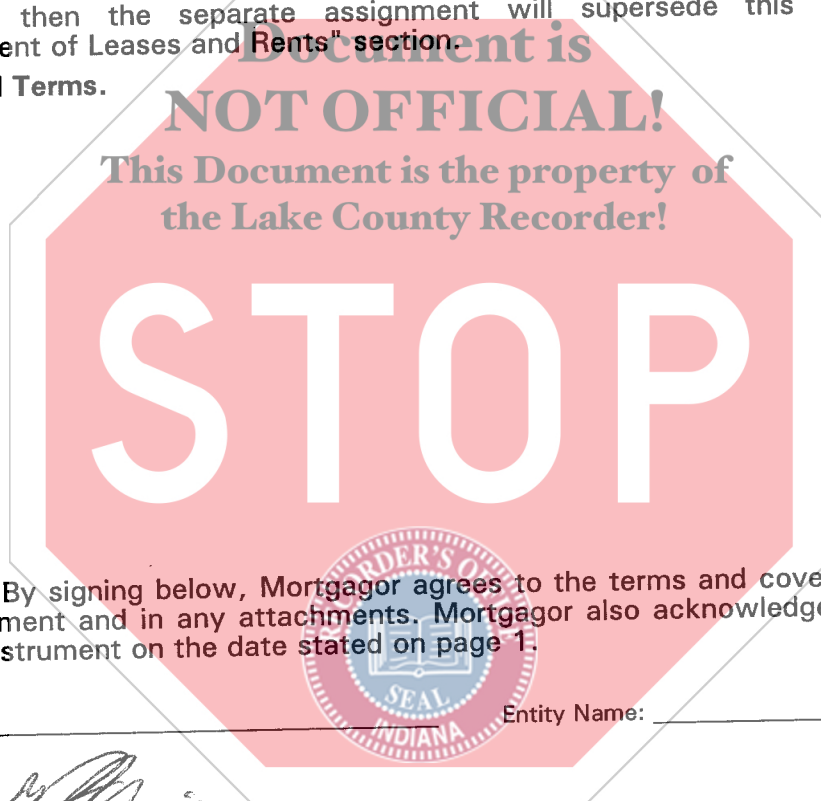 then the separate assignment will supersede this
ent of Leases and Rents" section.
Terms.
Document is
NOT OFFICIAL!
This Document is the property of
the Lake County Recorder!
STOP
By signing below, Mortgagor agrees to the terms and cove
ment and in any attachments. Mortgagor also acknowledge
strument on the date stated on page 1.
RECORDER'S OFFICE
SEAL
INDIANA
Entity Name: